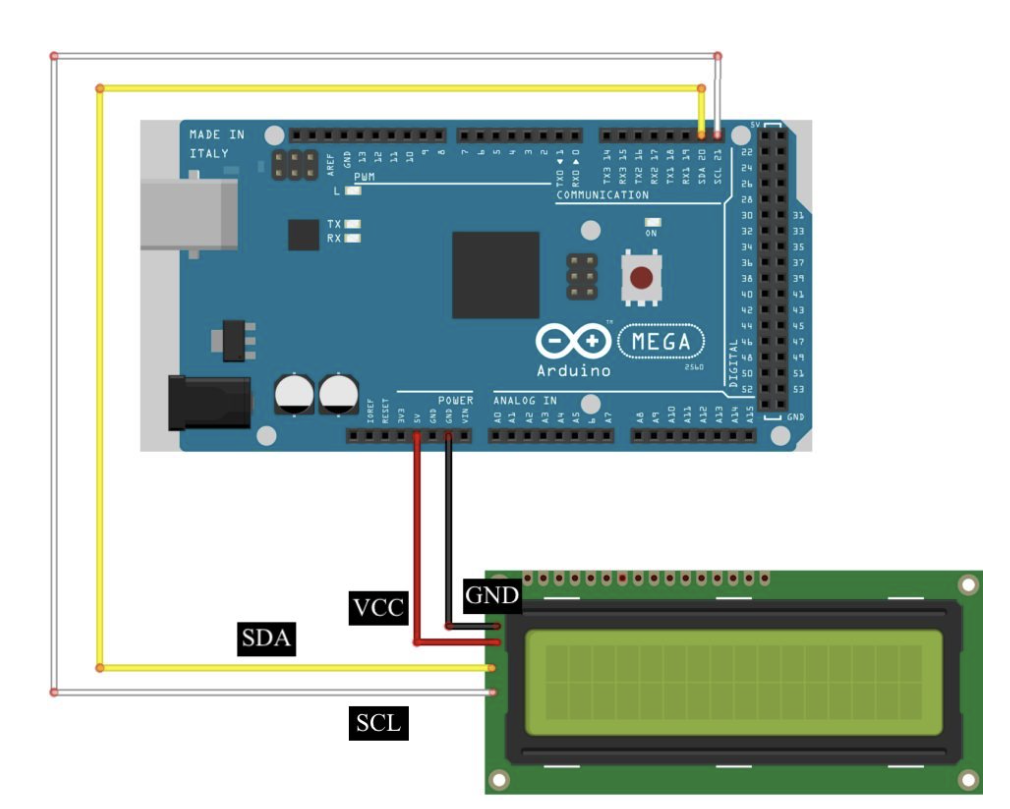 MADE IN
ITALY
AREF
GND
13
12
11
10
9
8
7
6
5
4
3
2
TX0 ◄ 1
RX0 ► 0
TX3 14
RX3 15
TX2 16
RX2 17
TX1 18
RX1 19
SDA 20
SCL 21
PWM
COMMUNICATION
L
TX
RX
ON
5V
22
24
26
28
30 31
32 33
34 35
36 37
38 39
40 41
42 43
44 45
46 47
48 49
50 51
52 53
GND
DIGITAL
™
MEGA
2560
Arduino
POWER
ANALOG IN
IOREF
RESET
3V3
5V
GND
GND
VIN
A0
A1
A2
A3
A4
A5
A7
A8
A9
A10
A11
A12
A13
A14
A15
VCC
GND
SDA
SCL